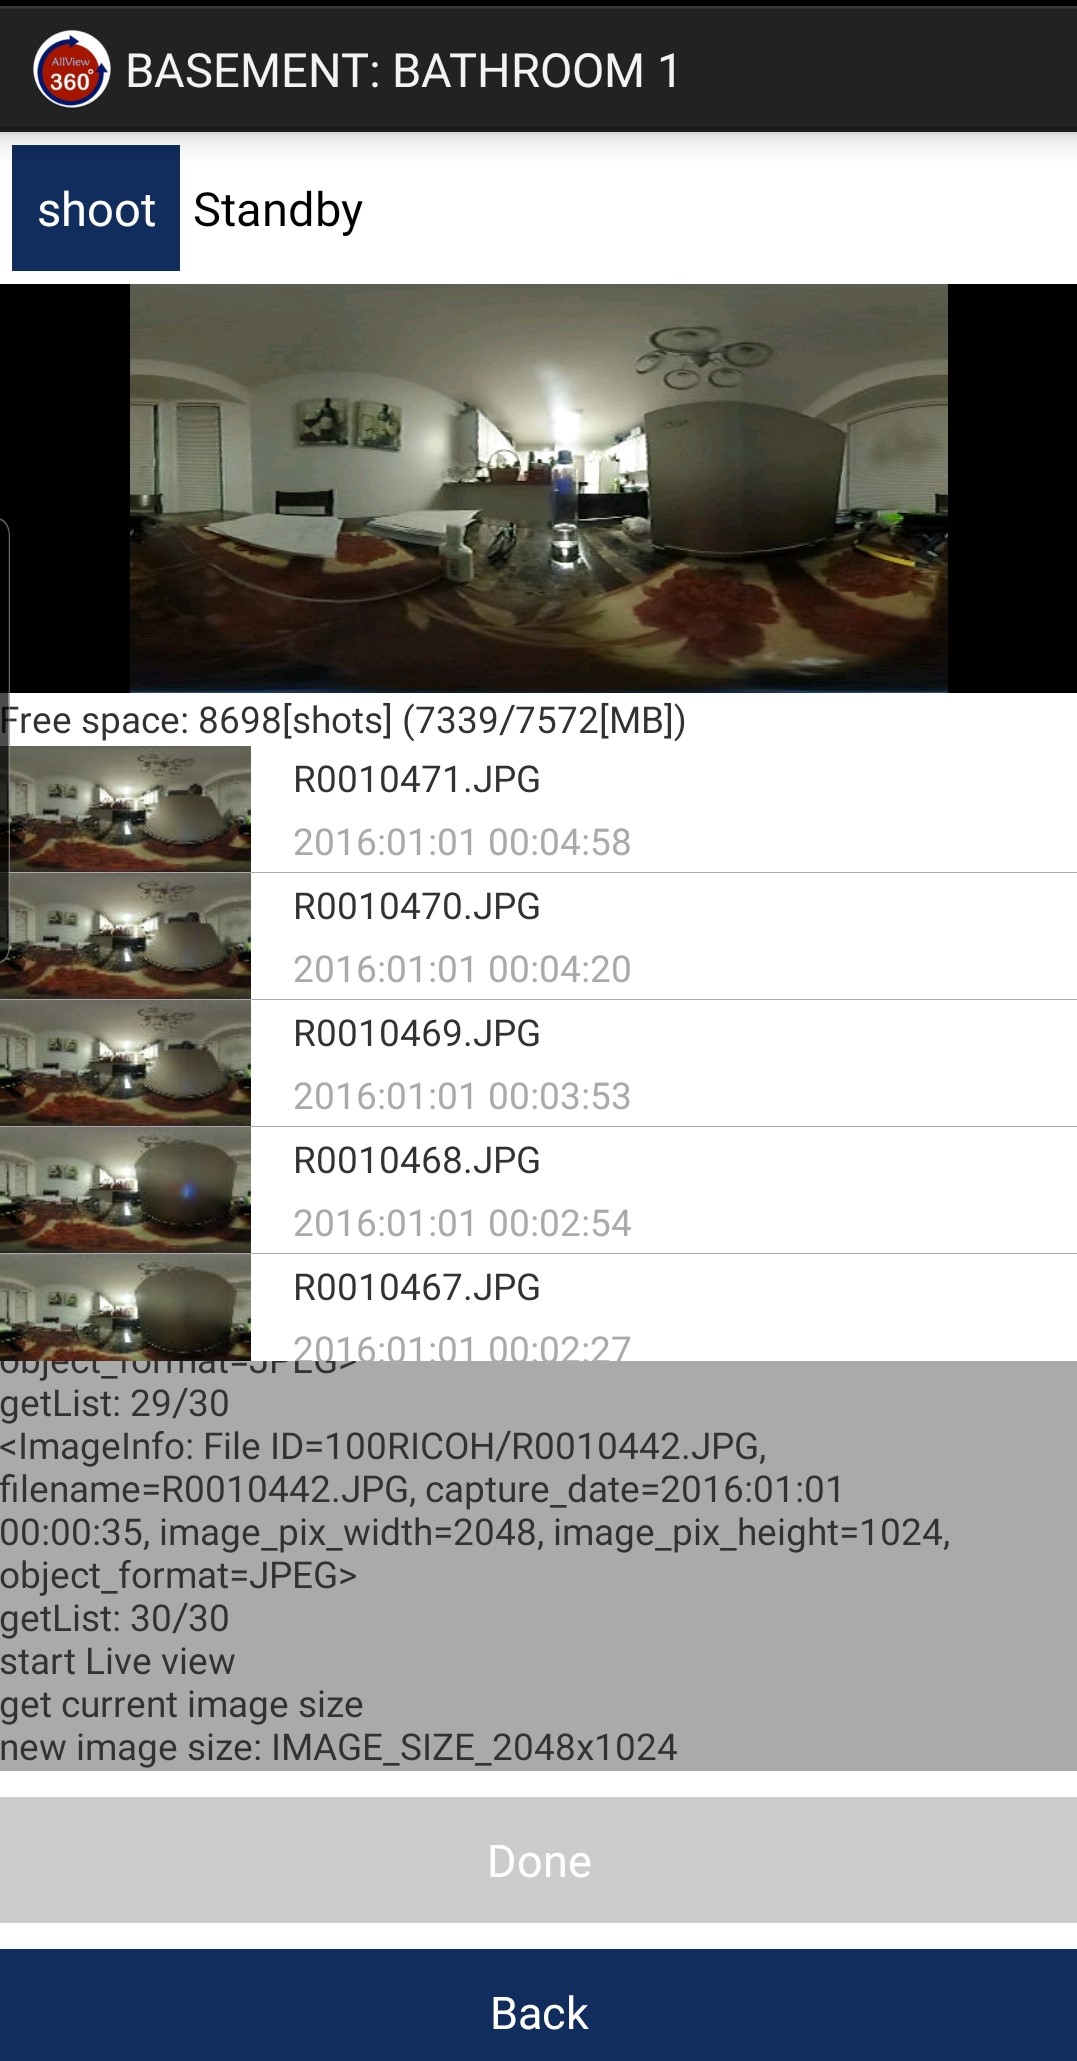 AllView
360°
BASEMENT: BATHROOM 1
shoot
Standby
Free space: 8698[shots] (7339/7572[MB])
R0010471.JPG
2016:01:01 00:04:58
R0010470.JPG
2016:01:01 00:04:20
R0010469.JPG
2016:01:01 00:03:53
R0010468.JPG
2016:01:01 00:02:54
R0010467.JPG
2016:01:01 00:02:27
object_format=JPEG>
getList: 29/30
<ImageInfo: File ID=100RICOH/R0010442.JPG,
filename=R0010442.JPG, capture_date=2016:01:01
00:00:35, image_pix_width=2048, image_pix_height=1024,
object_format=JPEG>
getList: 30/30
start Live view
get current image size
new image size: IMAGE_SIZE_2048x1024
Done
Back